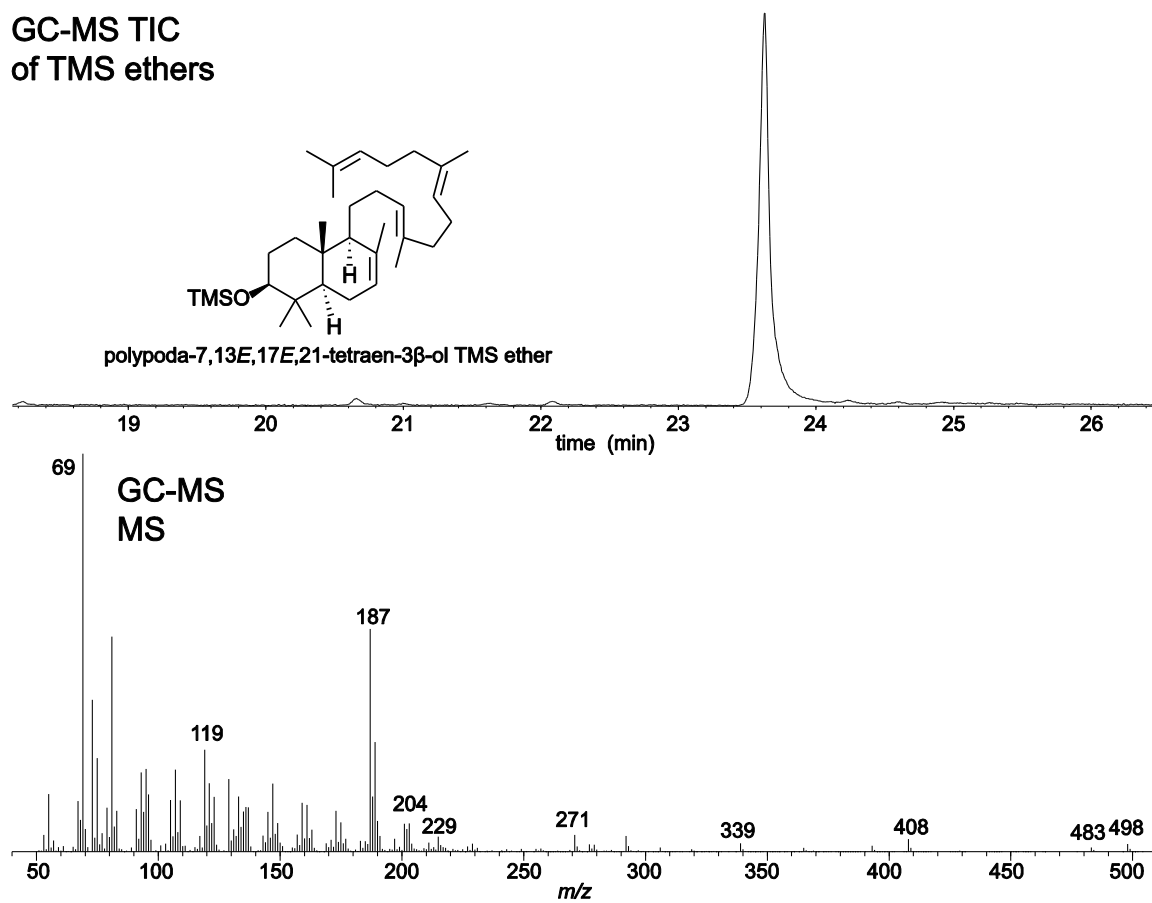 GC-MS TIC
of TMS ethers
H
TMSO
H
polypoda-7,13E,17E,21-tetraen-3β-ol TMS ether
19 20 21 22 23 24 25 26
time (min)
69
GC-MS
MS
187
119
204
229
271
339
408
483 498
50 100 150 200 250 300 350 400 450 500
m/z